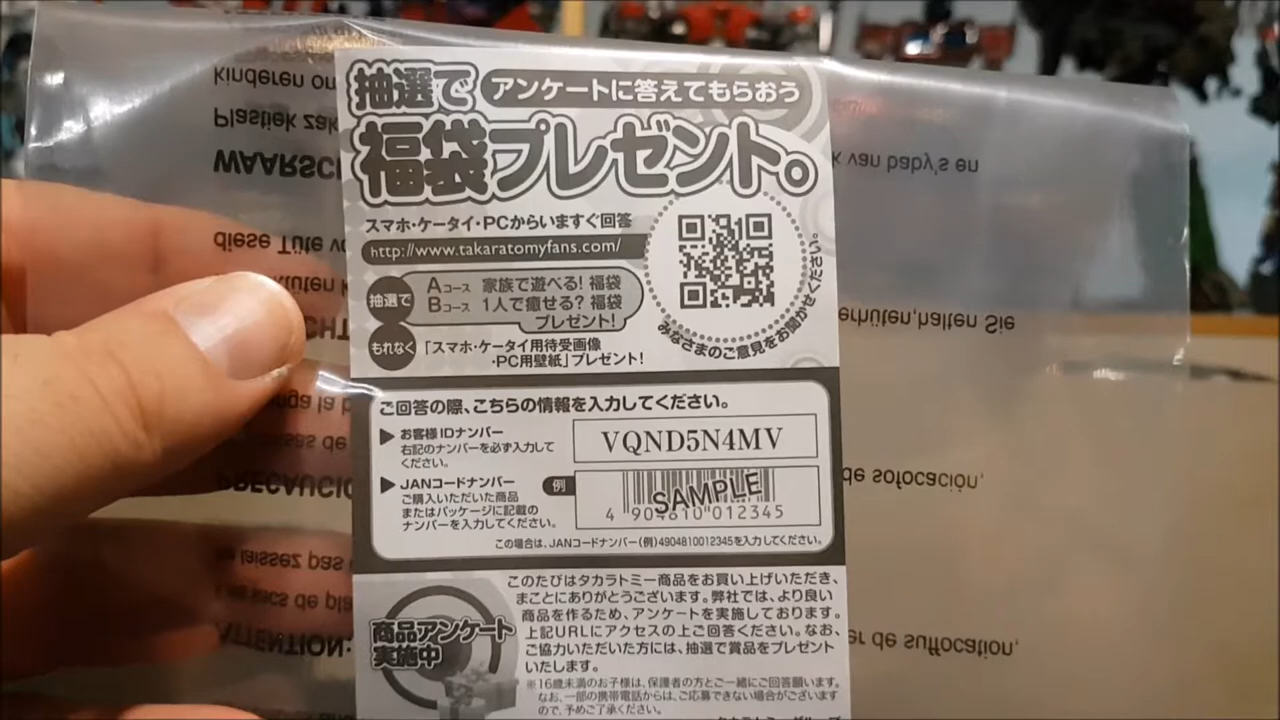 抽選で アンケートに答えてもらおう
福袋プレゼント。
スマホ・ケータイ・PCからいますぐ回答
http://www.takaratomyfans.com/
みなさまのご意見をお聞かせください。
抽選で
Aコース 家族で遊べる! 福袋
Bコース 1人で癒せる? 福袋
プレゼント!
もれなく
「スマホ・ケータイ用待受画像
・PC用壁紙」プレゼント!
ご回答の際、こちらの情報を入力してください。
▶ お客様IDナンバー
右記のナンバーを必ず入力して
ください。
VQND5N4MV
▶ JANコードナンバー
ご購入いただいた商品
またはパッケージに記載の
ナンバーを入力してください。
例
SAMPLE
4 904810 012345
この場合は、JANコードナンバー(例)4904810012345を入力してください。
商品アンケート
実施中
このたびはタカラトミー商品をお買い上げいただき、
まことにありがとうございます。弊社では、より良い
商品を作るため、アンケートを実施しております。
上記URLにアクセスの上ご回答ください。なお、
ご協力いただいた方には、抽選で賞品をプレゼント
いたします。
※16歳未満のお子様は、保護者の方とご一緒にご回答願います。
なお、一部の携帯電話からは、ご応募できない場合がございます
ので、予めご了承ください。
kinderen on
Plastiek zak
van baby's en
diese Tüte
erhüten,halten Sie
de sofocación,
laissez pas
de suffocation,
ATTENTION: